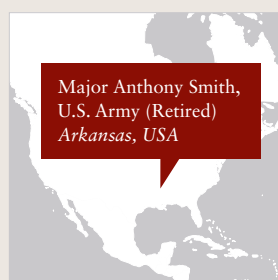 Major Anthony Smith,
U.S. Army (Retired)
Arkansas, USA